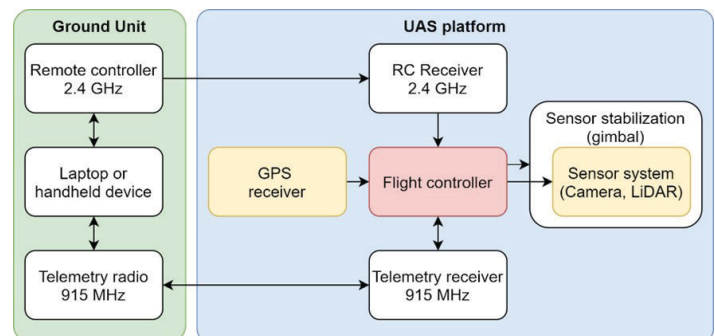 Ground Unit
UAS platform
Remote controller
2.4 GHz
RC Receiver
2.4 GHz
Sensor stabilization
(gimbal)
Laptop or
handheld device
GPS
receiver
Flight controller
Sensor system
(Camera, LiDAR)
Telemetry radio
915 MHz
Telemetry receiver
915 MHz